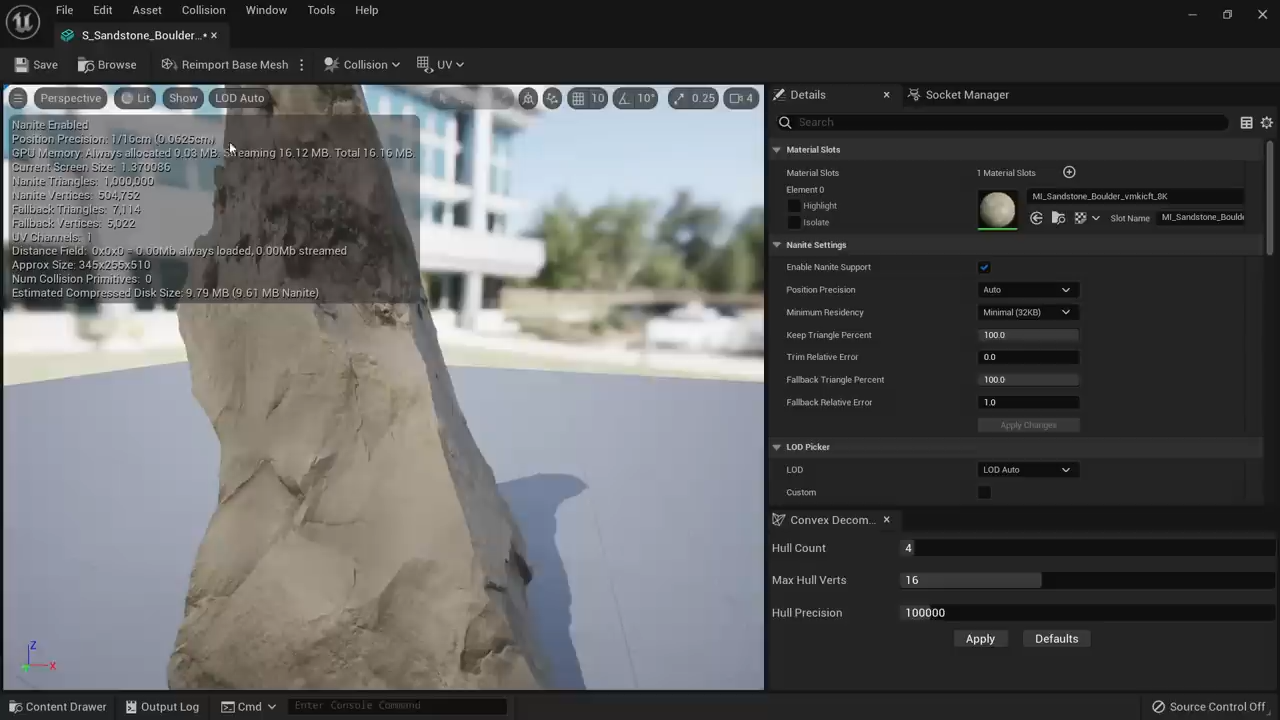 File Edit Asset Collision Window Tools Help
S_Sandstone_Boulder...*
Save Browse Reimport Base Mesh Collision UV
Perspective Lit Show LOD Auto 10 10° 0.25 4
Nanite Enabled
Position Precision: 1/16cm (0.0625cm)
GPU Memory: Always allocated 0.03 MB. Streaming 16.12 MB. Total 16.16 MB.
Current Screen Size: 1.370086
Nanite Triangles: 1,000,000
Nanite Vertices: 504,752
Fallback Triangles: 7,114
Fallback Vertices: 5,022
UV Channels: 1
Distance Field: 0x0x0 = 0.00Mb always loaded, 0.00Mb streamed
Approx Size: 345x255x510
Num Collision Primitives: 0
Estimated Compressed Disk Size: 9.79 MB (9.61 MB Nanite)
Z
X
Details Socket Manager
Search
Material Slots
Material Slots 1 Material Slots
Element 0
Highlight
Isolate
MI_Sandstone_Boulder_vmkicft_8K
Slot Name MI_Sandstone_Boulde
Nanite Settings
Enable Nanite Support
Position Precision Auto
Minimum Residency Minimal (32KB)
Keep Triangle Percent 100.0
Trim Relative Error 0.0
Fallback Triangle Percent 100.0
Fallback Relative Error 1.0
Apply Changes
LOD Picker
LOD LOD Auto
Custom
Convex Decom...
Hull Count 4
Max Hull Verts 16
Hull Precision 100000
Apply Defaults
Content Drawer Output Log Cmd Enter Console Command Source Control Off